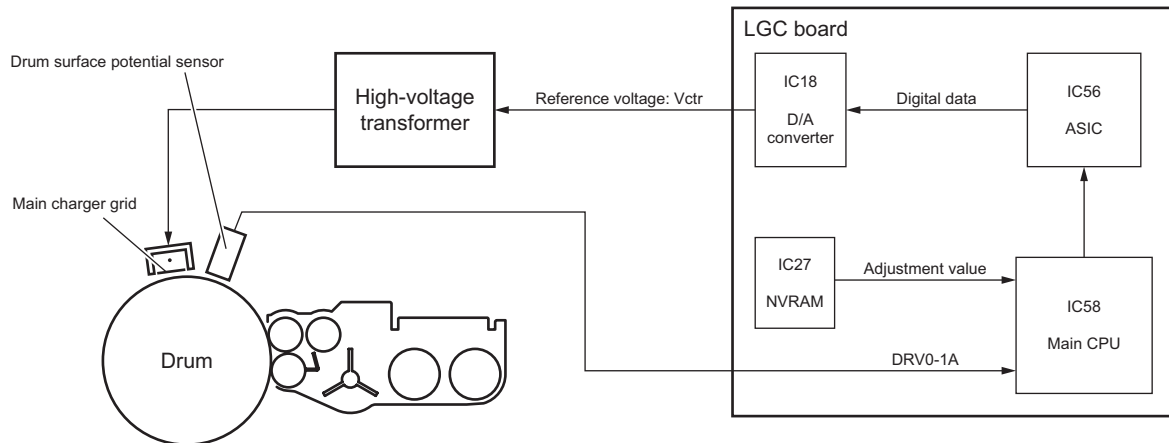 LGC board
Drum surface potential sensor
High-voltage
transformer
Reference voltage: Vctr
IC18
D/A
converter
Digital data
IC56
ASIC
Main charger grid
IC27
NVRAM
Adjustment value
IC58
Main CPU
Drum
DRV0-1A